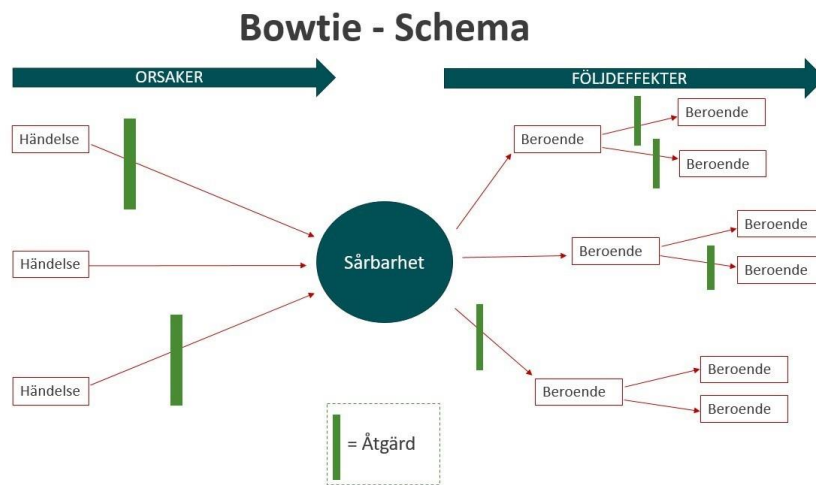 Bowtie - Schema
ORSAKER
FÖLJDEFFEKTER
Händelse
Händelse
Händelse
Sårbarhet
Beroende
Beroende
Beroende
Beroende
Beroende
Beroende
Beroende
Beroende
Beroende
= Åtgärd